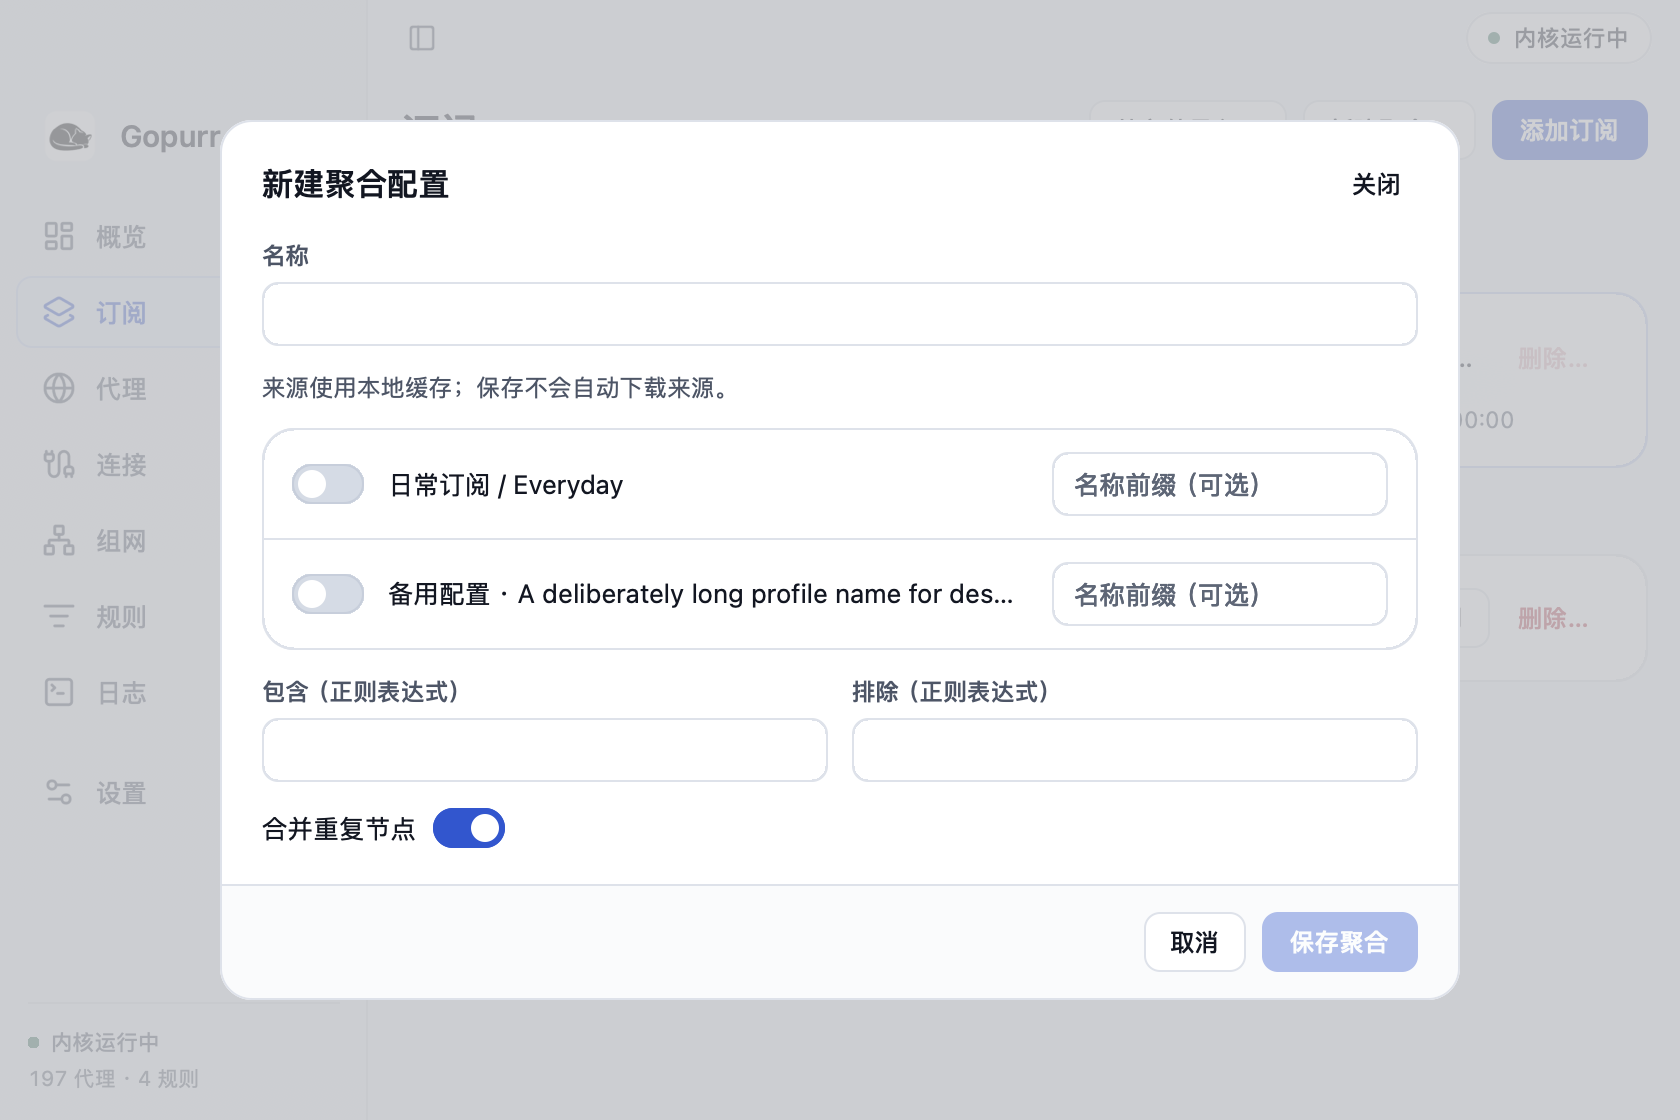 内核运行中
Gopurr
添加订阅
新建聚合配置
关闭
概览
名称
订阅
删除...
代理
来源使用本地缓存；保存不会自动下载来源。
00:00
连接
日常订阅 / Everyday
名称前缀（可选）
组网
备用配置 · A deliberately long profile name for des...
名称前缀（可选）
规则
删除...
日志
包含（正则表达式）
排除（正则表达式）
设置
合并重复节点
取消
保存聚合
内核运行中
197 代理 · 4 规则